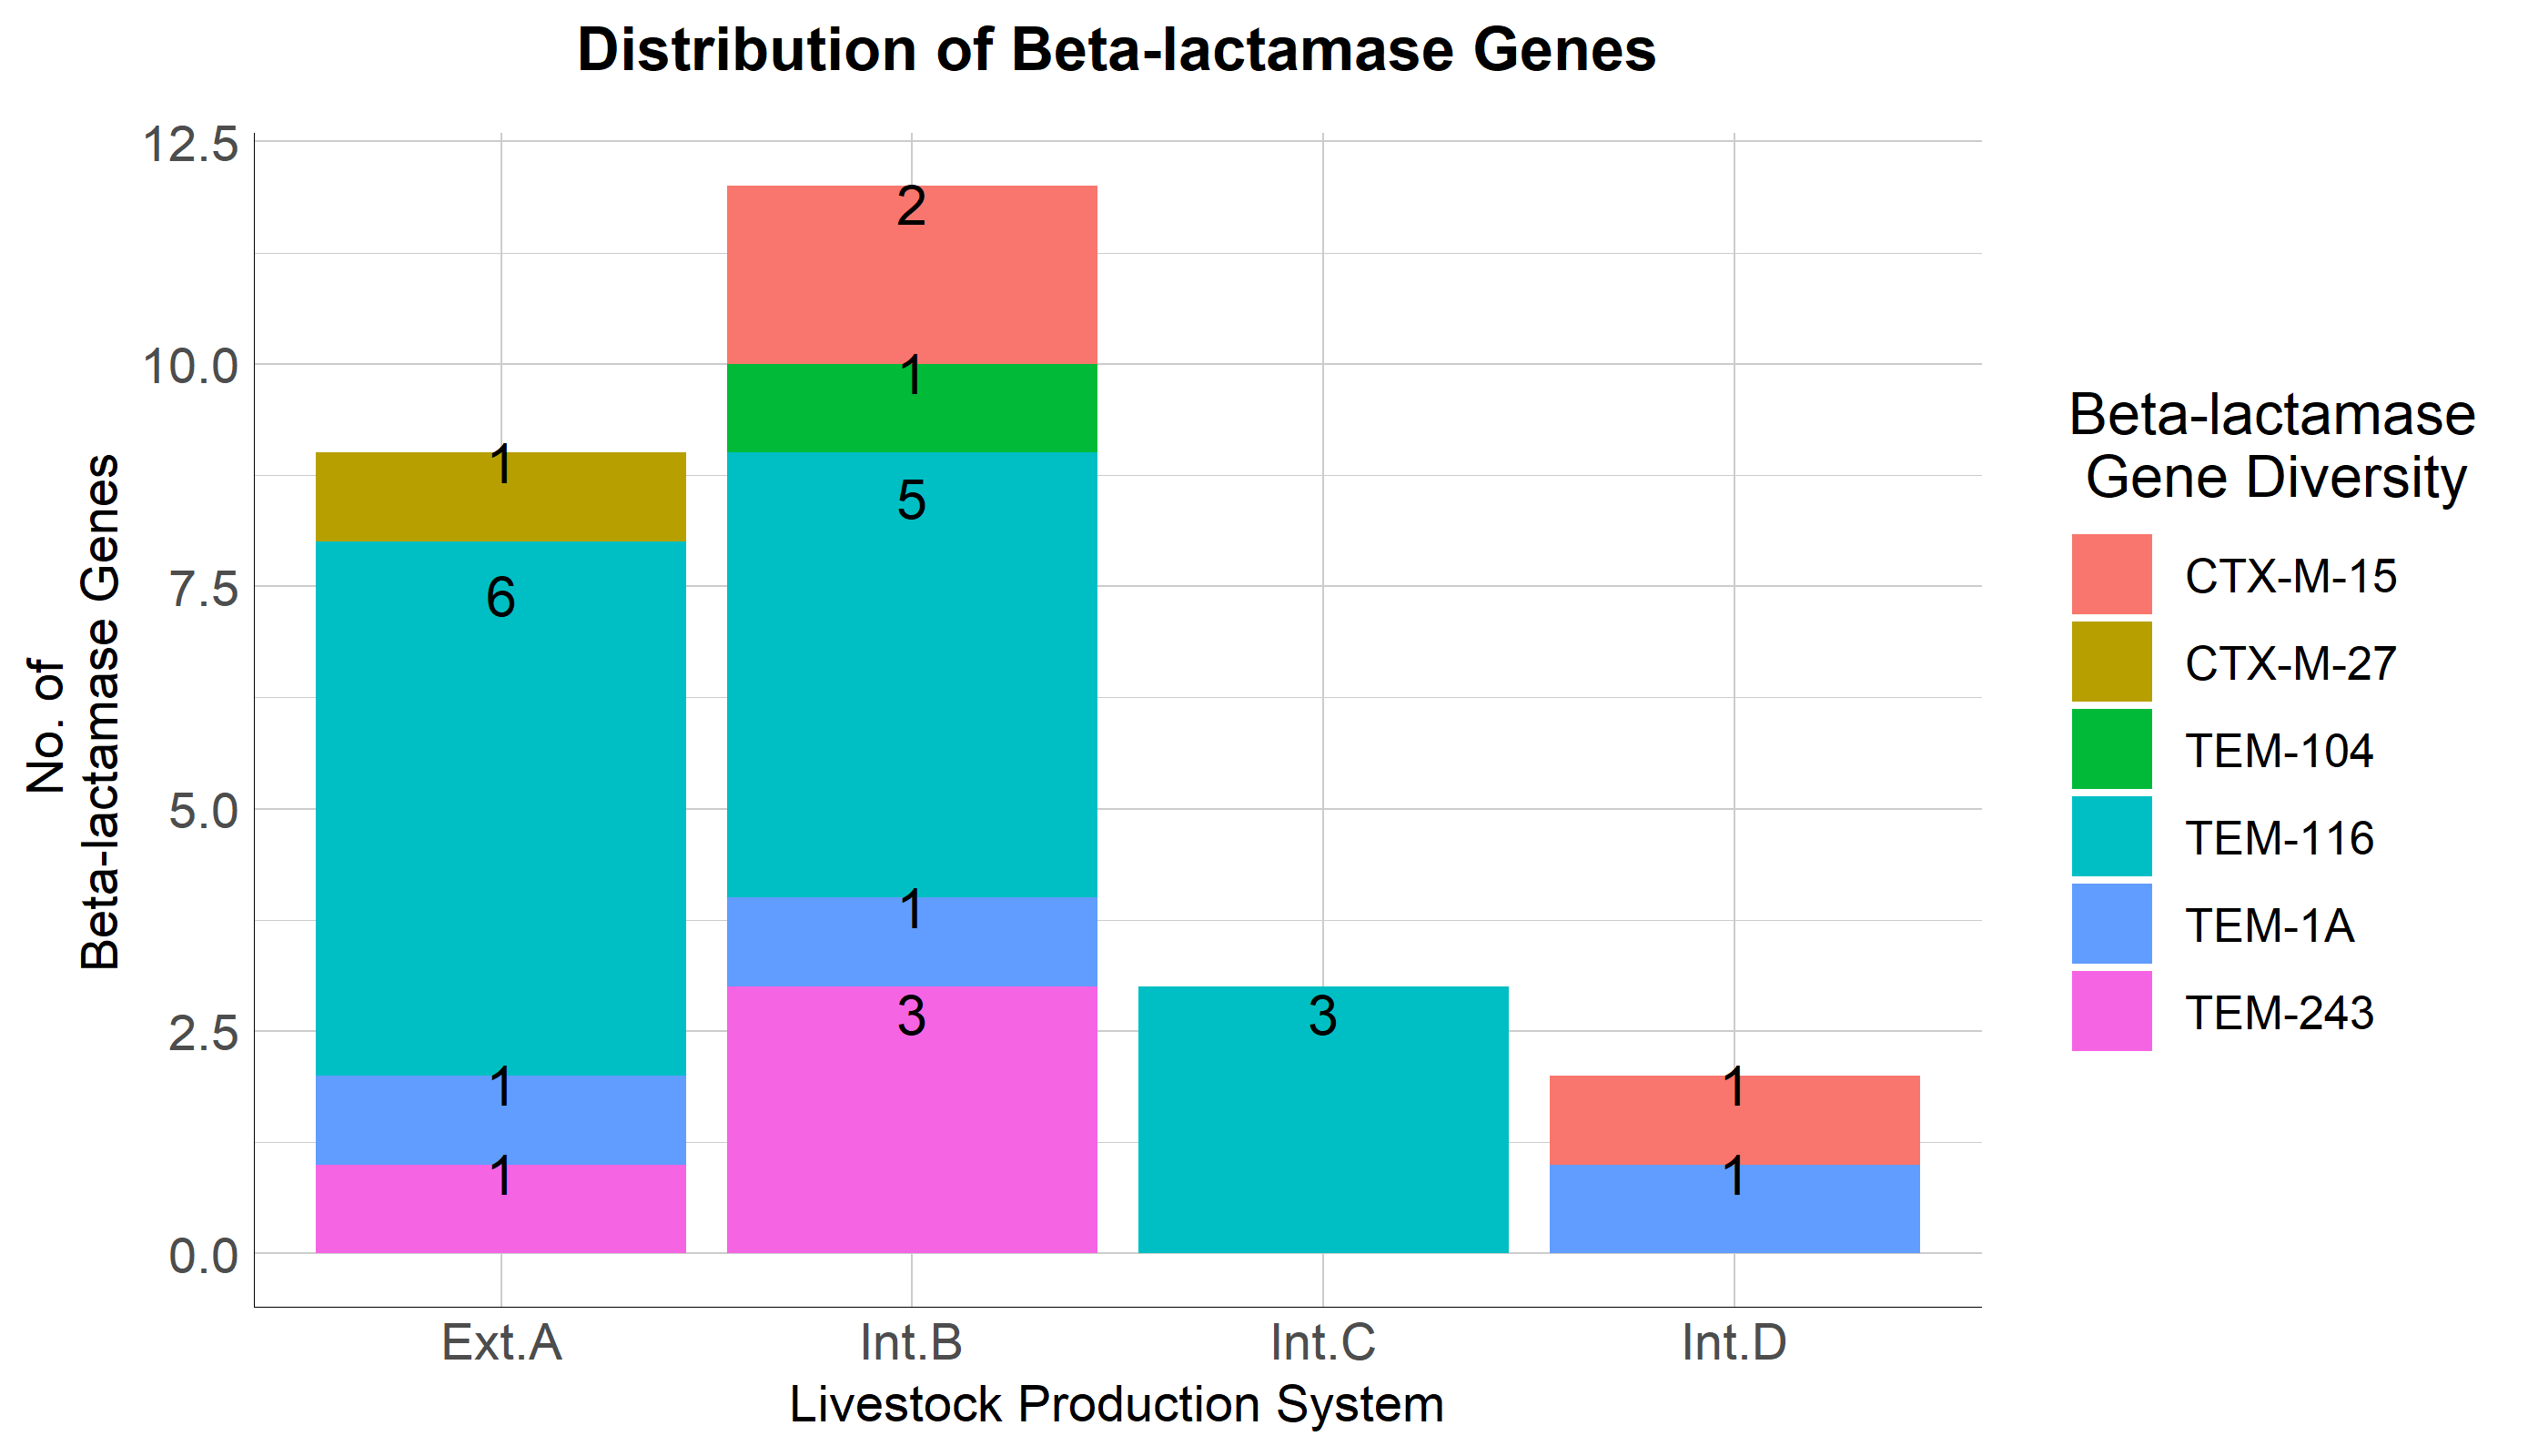 Distribution of Beta-lactamase Genes
12.5
10.0
7.5
5.0
2.5
0.0
No. of
Beta-lactamase Genes
1
6
1
1
2
1
5
1
3
3
1
1
Ext.A
Int.B
Int.C
Int.D
Livestock Production System
Beta-lactamase
Gene Diversity
CTX-M-15
CTX-M-27
TEM-104
TEM-116
TEM-1A
TEM-243